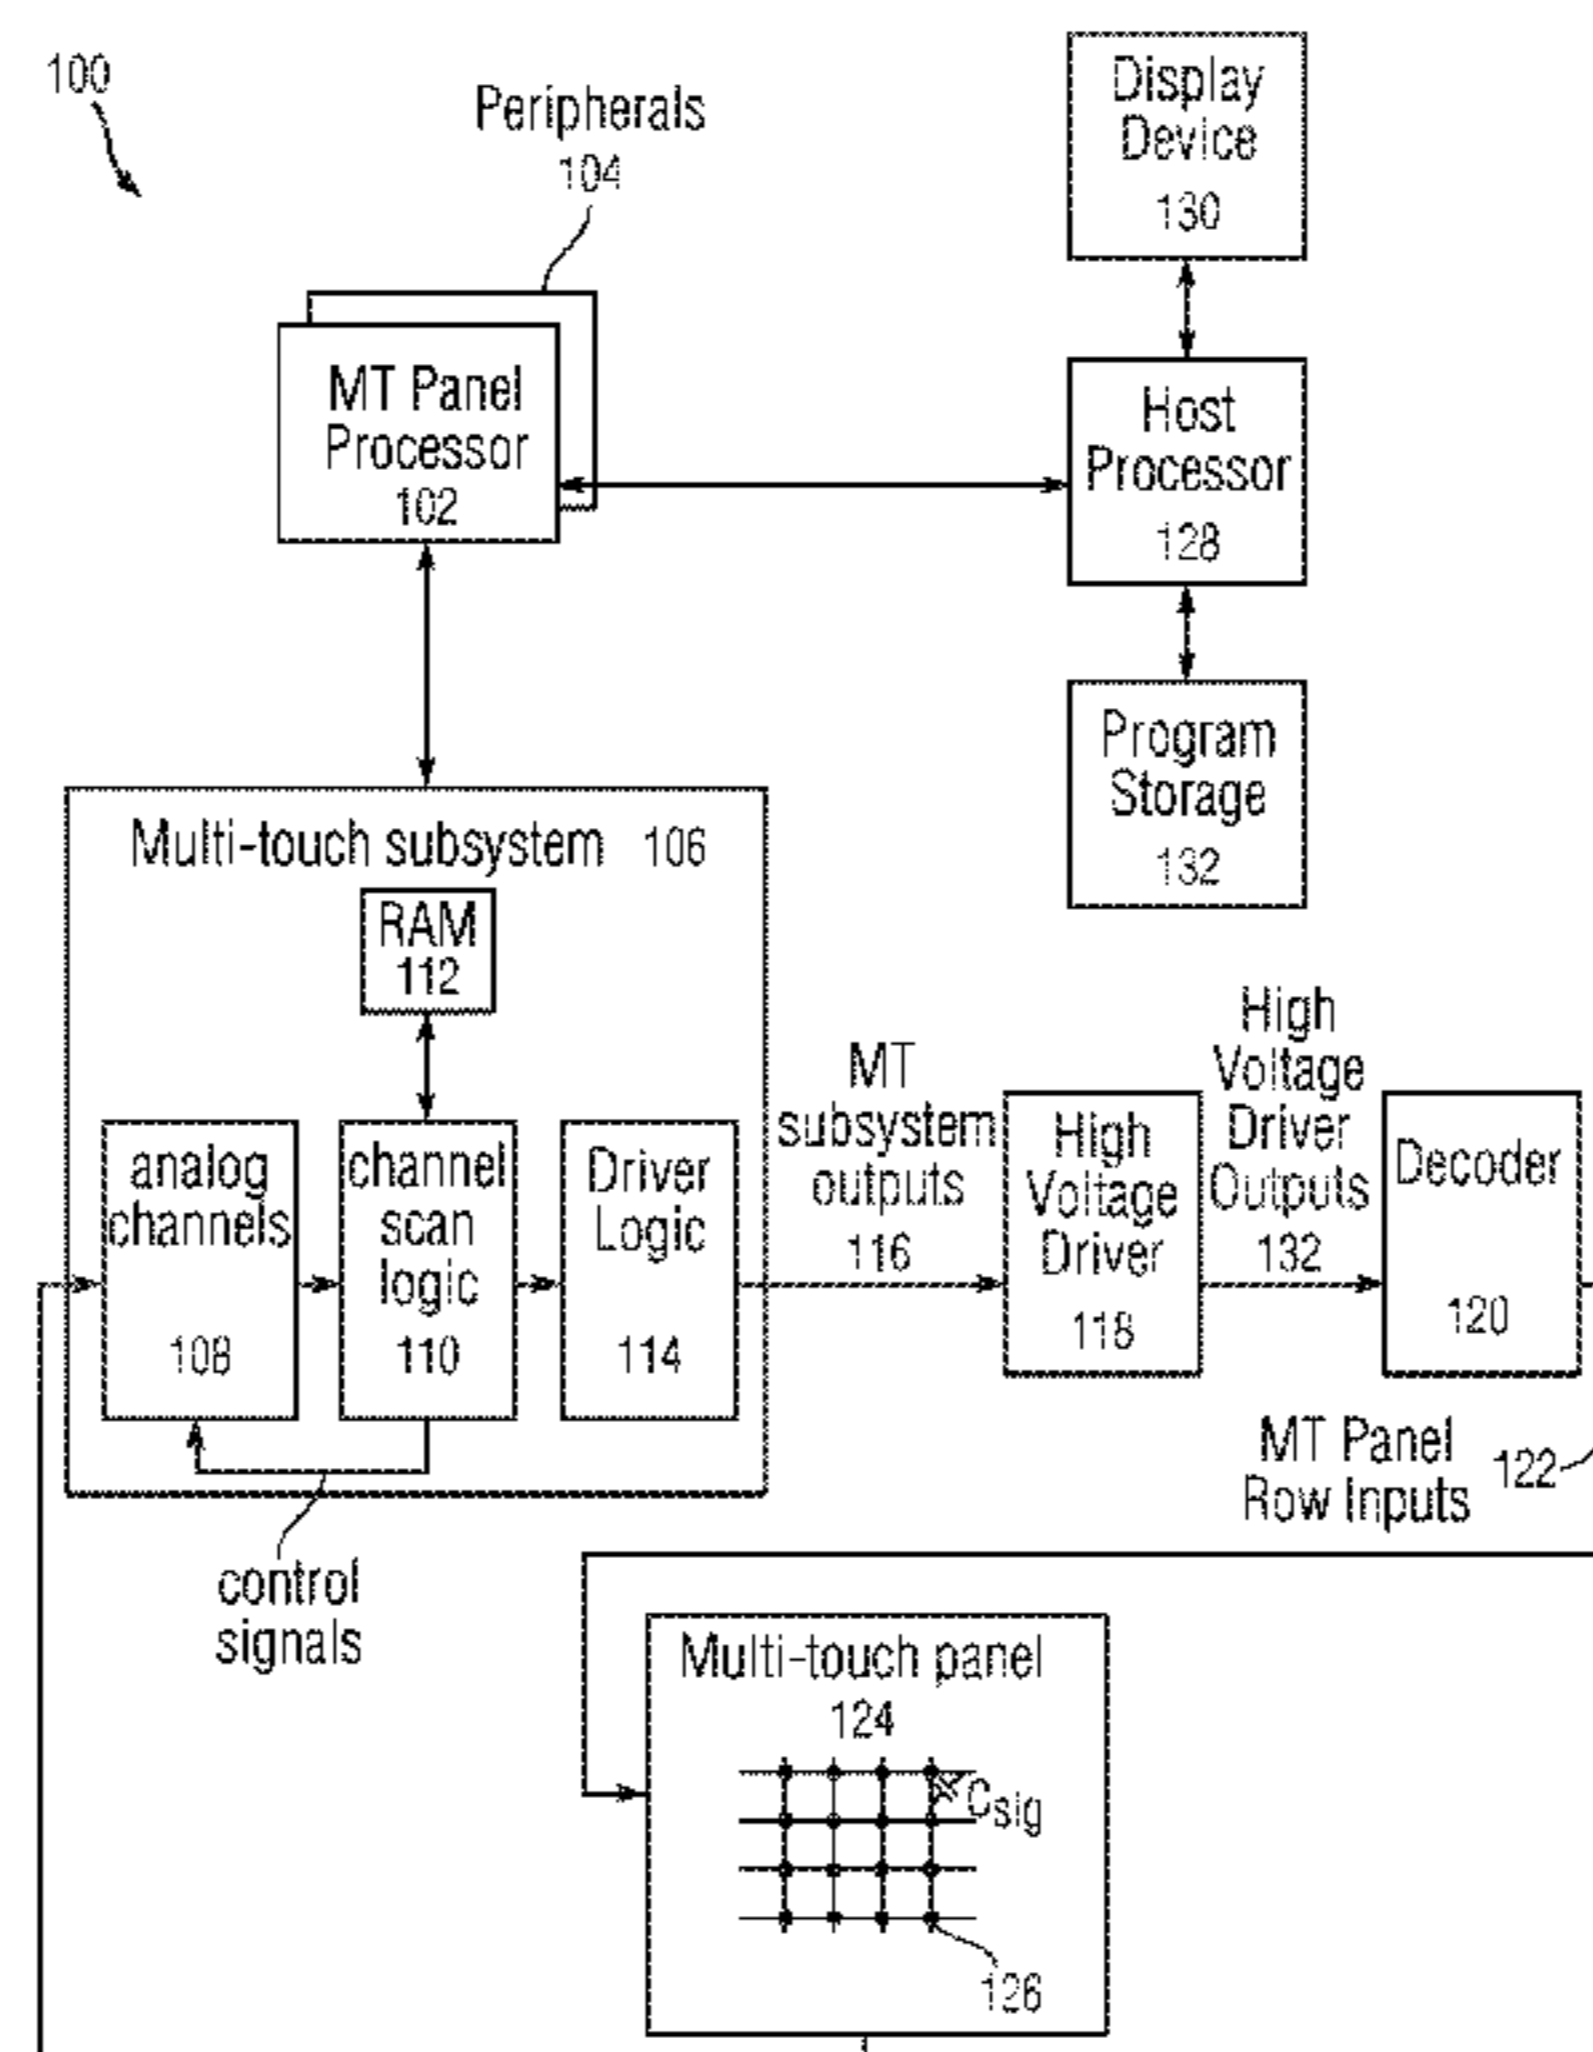 100
Peripherals
104
Display
Device
130
MT Panel
Processor
102
Host
Processor
128
Program
Storage
132
Multi-touch subsystem 106
RAM
112
analog
channels
108
channel
scan
logic
110
Driver
Logic
114
MT
subsystem
outputs
116
High
Voltage
Driver
118
High
Voltage
Driver
Outputs
132
Decoder
120
control
signals
MT Panel
Row Inputs
122
Multi-touch panel
124
Csig
126